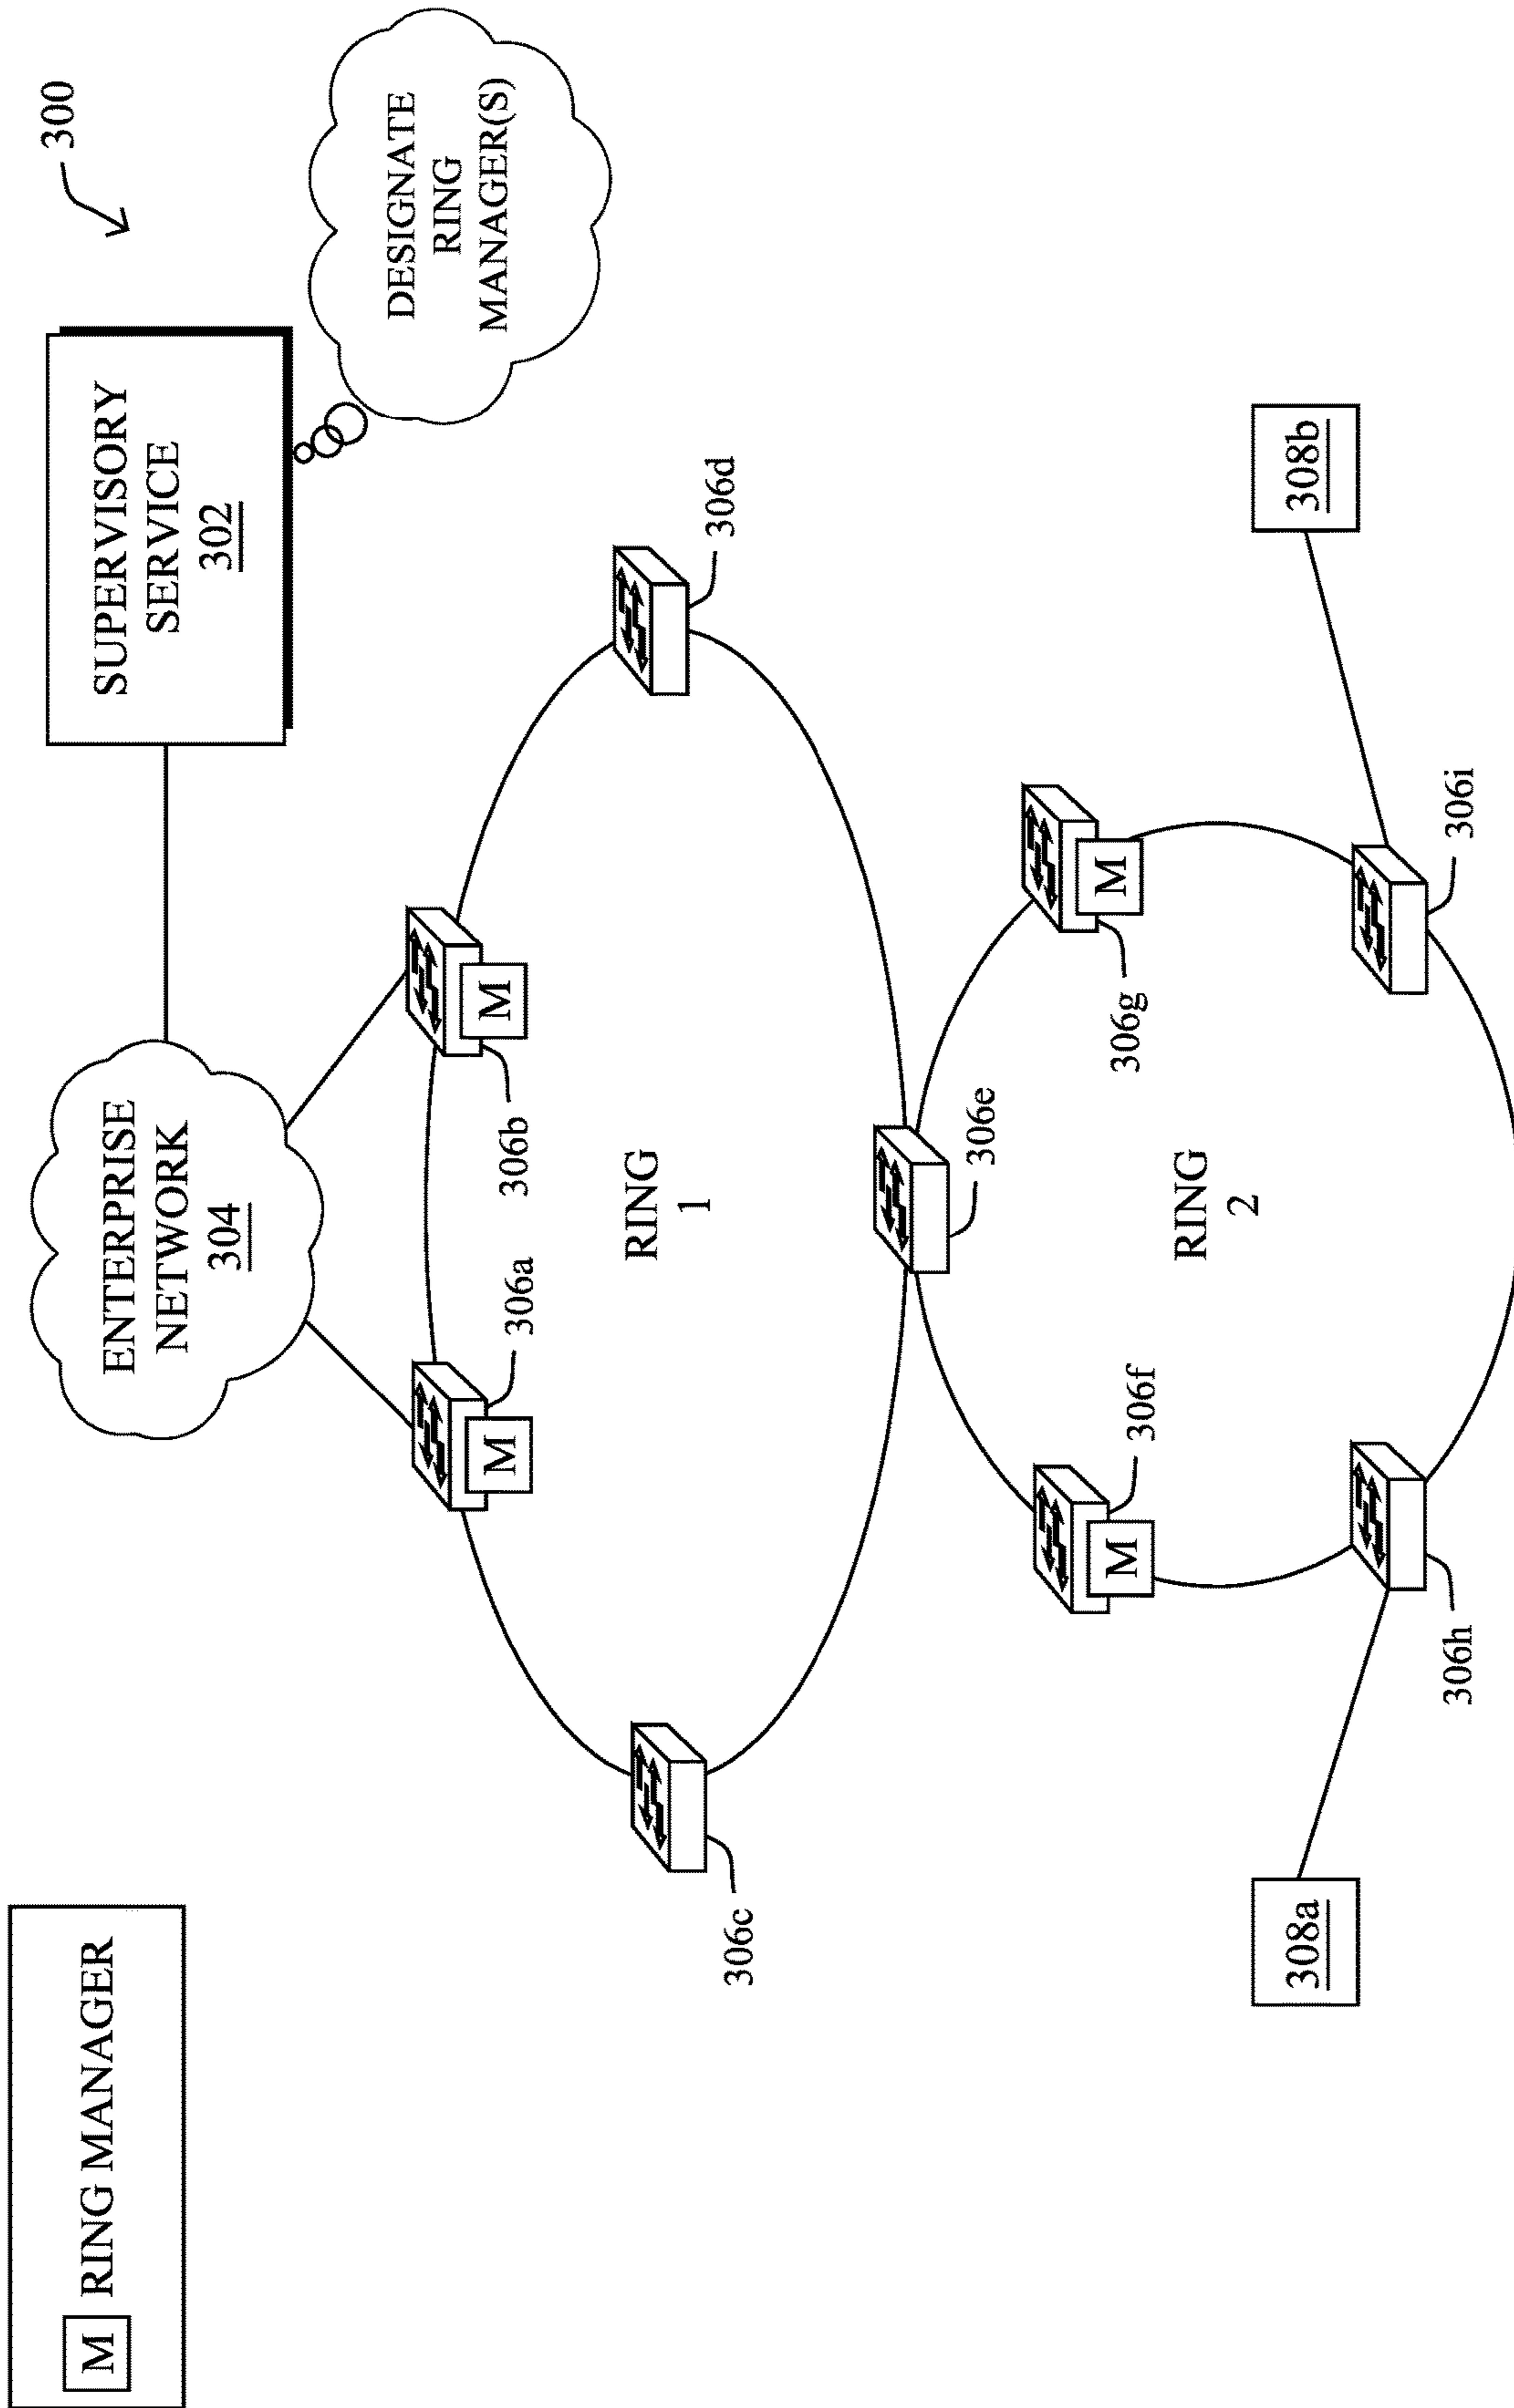 M RING MANAGER
300
SUPERVISORY
SERVICE
302
DESIGNATE
RING
MANAGER(S)
ENTERPRISE
NETWORK
304
306a
M
306b
M
306c
306d
RING
1
306e
306f
M
306g
M
RING
2
306h
306i
308a
308b